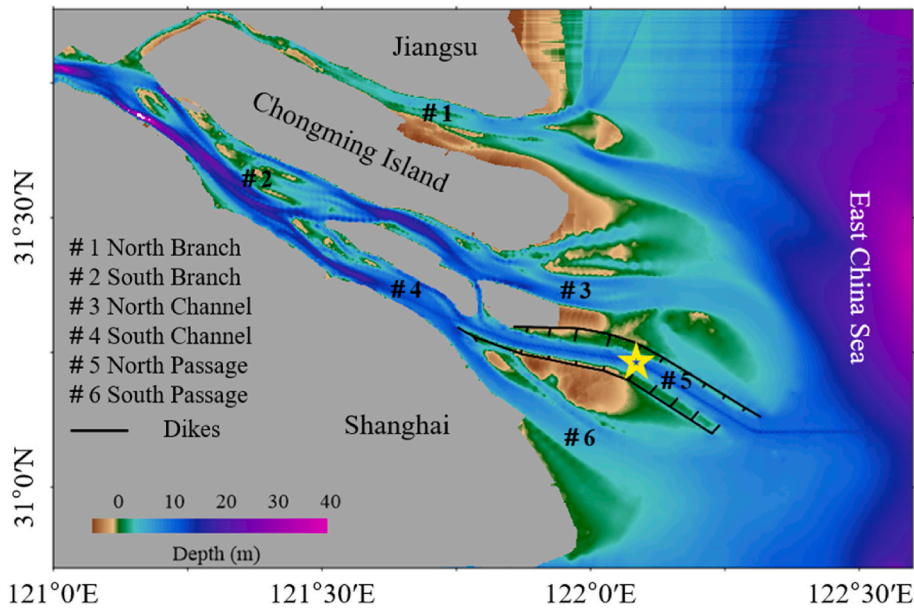 Jiangsu
# 1
Chongming Island
# 2
31°30′N
East China Sea
# 1 North Branch
# 2 South Branch
# 3 North Channel
# 4 South Channel
# 5 North Passage
# 6 South Passage
Dikes
# 4
# 3
# 5
# 6
Shanghai
31°0′N
0 10 20 30 40
Depth (m)
121°0′E 121°30′E 122°0′E 122°30′E